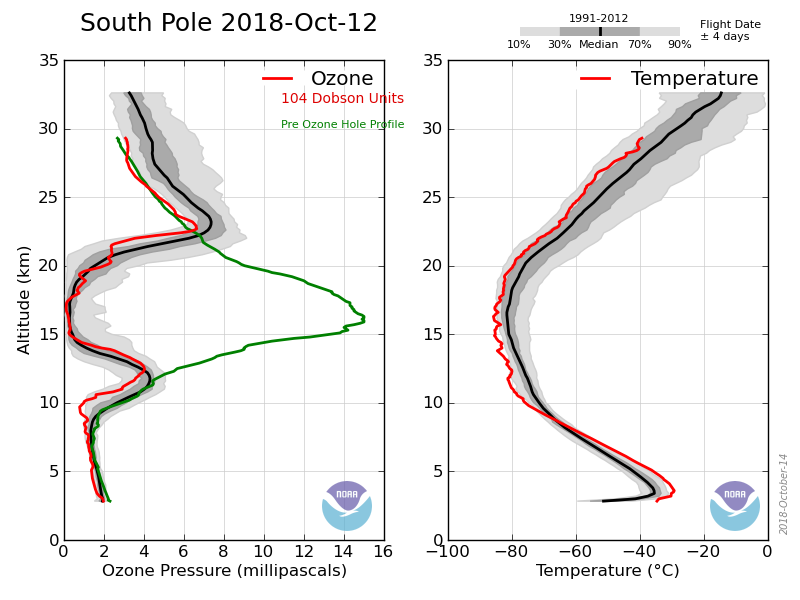 South Pole 2018-Oct-12
1991-2012
10% 30% Median 70% 90%
Flight Date
± 4 days
Ozone
104 Dobson Units
Pre Ozone Hole Profile
Altitude (km)
35
30
25
20
15
10
5
0
0 2 4 6 8 10 12 14 16
Ozone Pressure (millipascals)
NOAA
Temperature
35
30
25
20
15
10
5
0
−100 −80 −60 −40 −20 0
Temperature (°C)
NOAA
2018-October-14